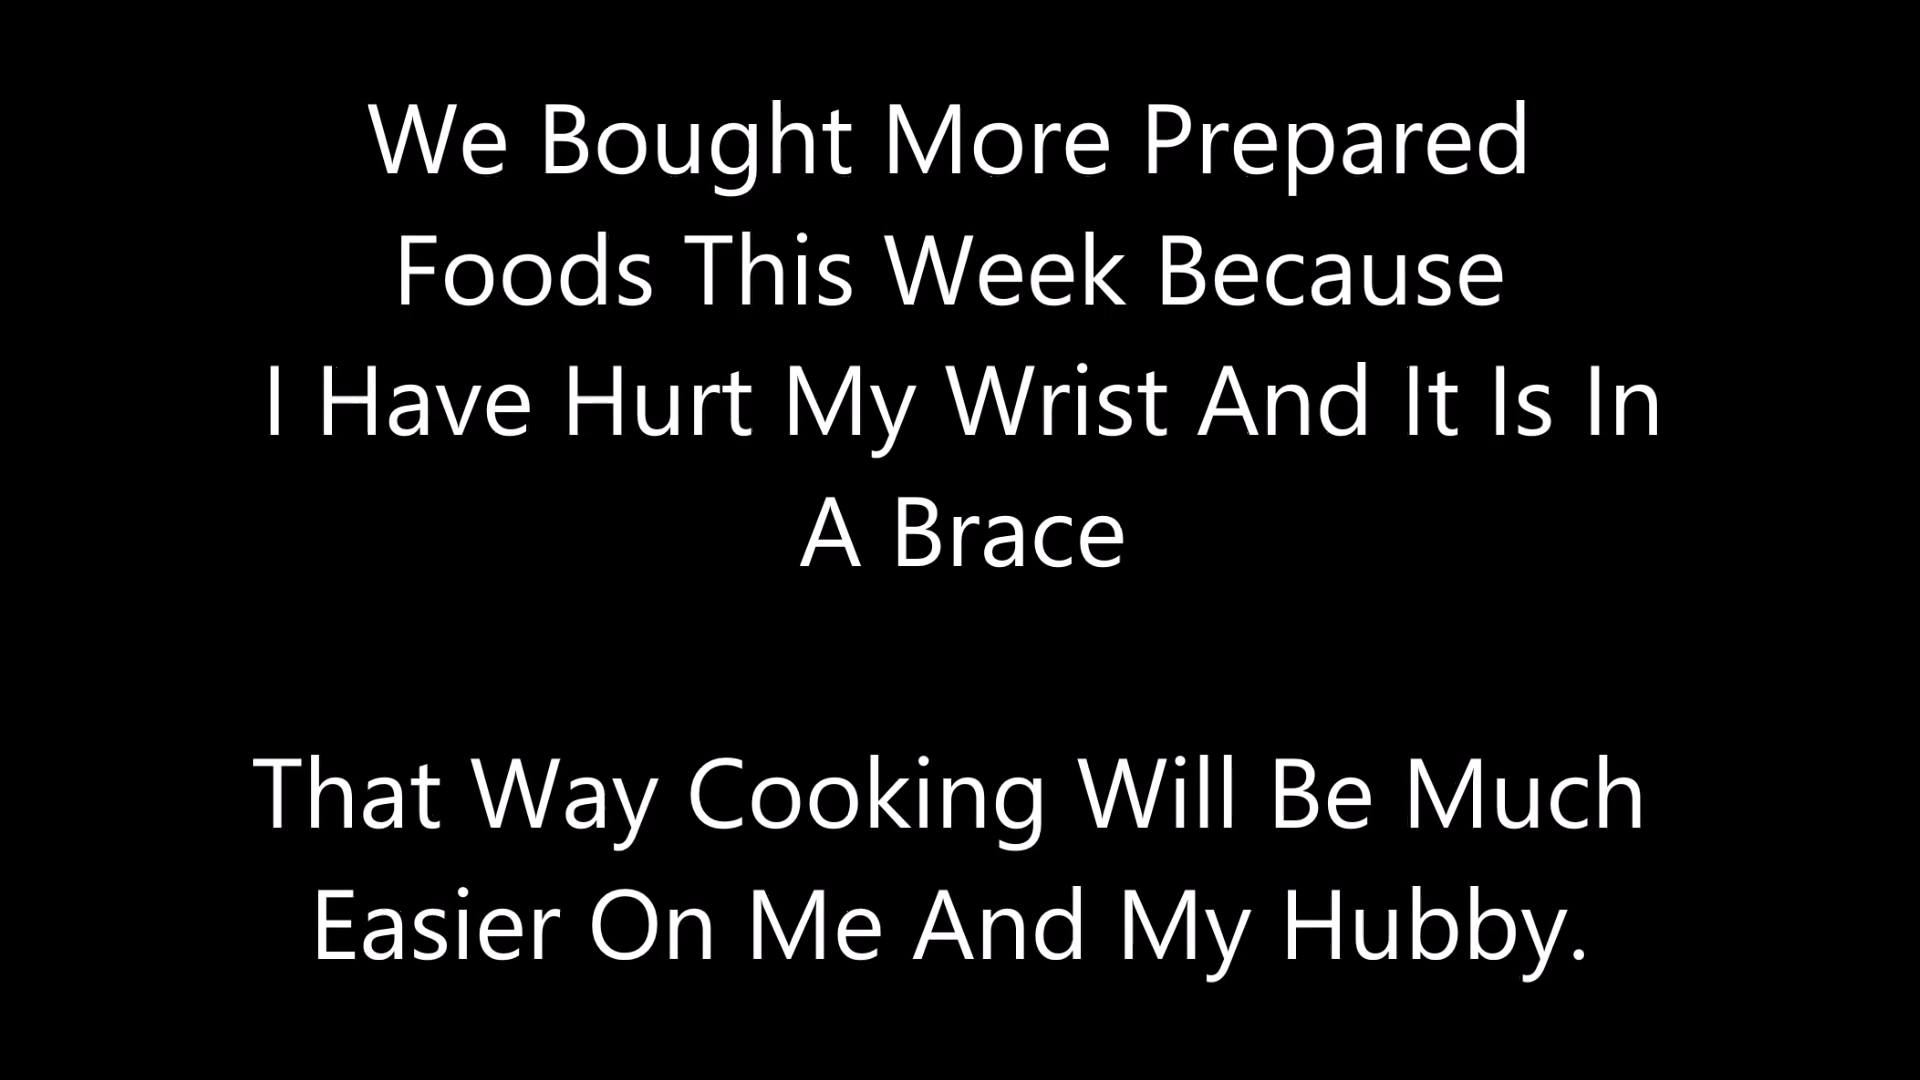 We Bought More Prepared
Foods This Week Because
I Have Hurt My Wrist And It Is In
A Brace
That Way Cooking Will Be Much
Easier On Me And My Hubby.